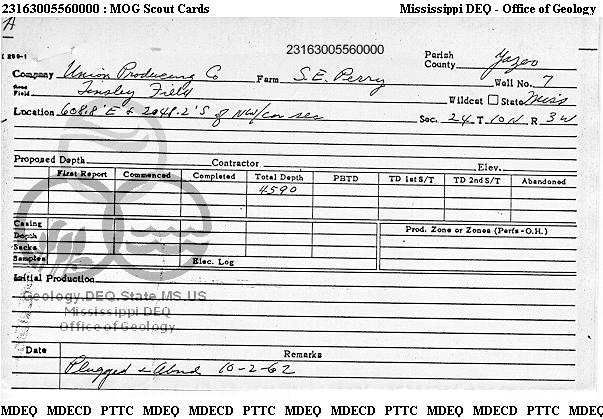 23163005560000 : MOG Scout Cards Mississippi DEQ - Office of Geology
A
I 289-1
23163005560000
Parish
County Yazoo
Company Union Producing Co Farm S.E. Perry Well No. 7
Area
Field Tinsley Field Wildcat State Miss
Location 608.8' E & 2048.2' S of NW/cor sec Sec. 24 T. 10N R. 3W
Proposed Depth Contractor Elev.
First Report Commenced Completed Total Depth PBTD TD 1st S/T TD 2nd S/T Abandoned
4590
Casing Prod. Zone or Zones (Perfs-O.H.)
Depth
Sacks
Samples Elec. Log
Initial Production
Geology.DEQ.State.MS.US
Mississippi DEQ
Office of Geology
Date Remarks
Plugged & Abnd 10-2-62
MDEQ MDECD PTTC MDEQ MDECD PTTC MDEQ MDECD PTTC MDEQ MDECD PTTC MDEQ